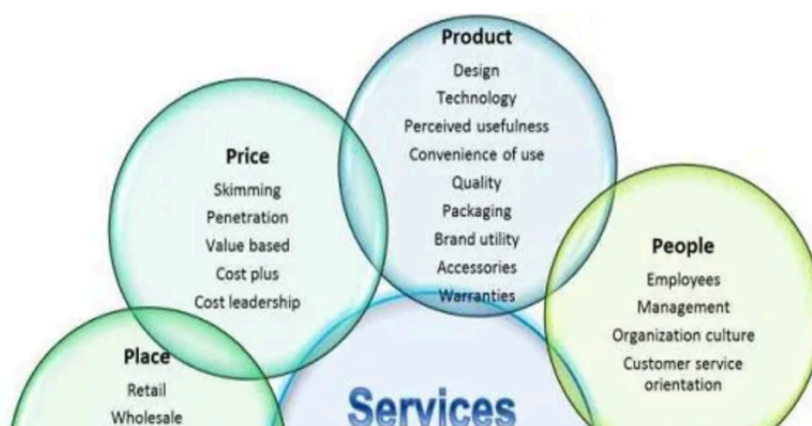 Product
Design
Technology
Perceived usefulness
Convenience of use
Quality
Packaging
Brand utility
Accessories
Warranties
Price
Skimming
Penetration
Value based
Cost plus
Cost leadership
People
Employees
Management
Organization culture
Customer service
orientation
Place
Retail
Wholesale
Services